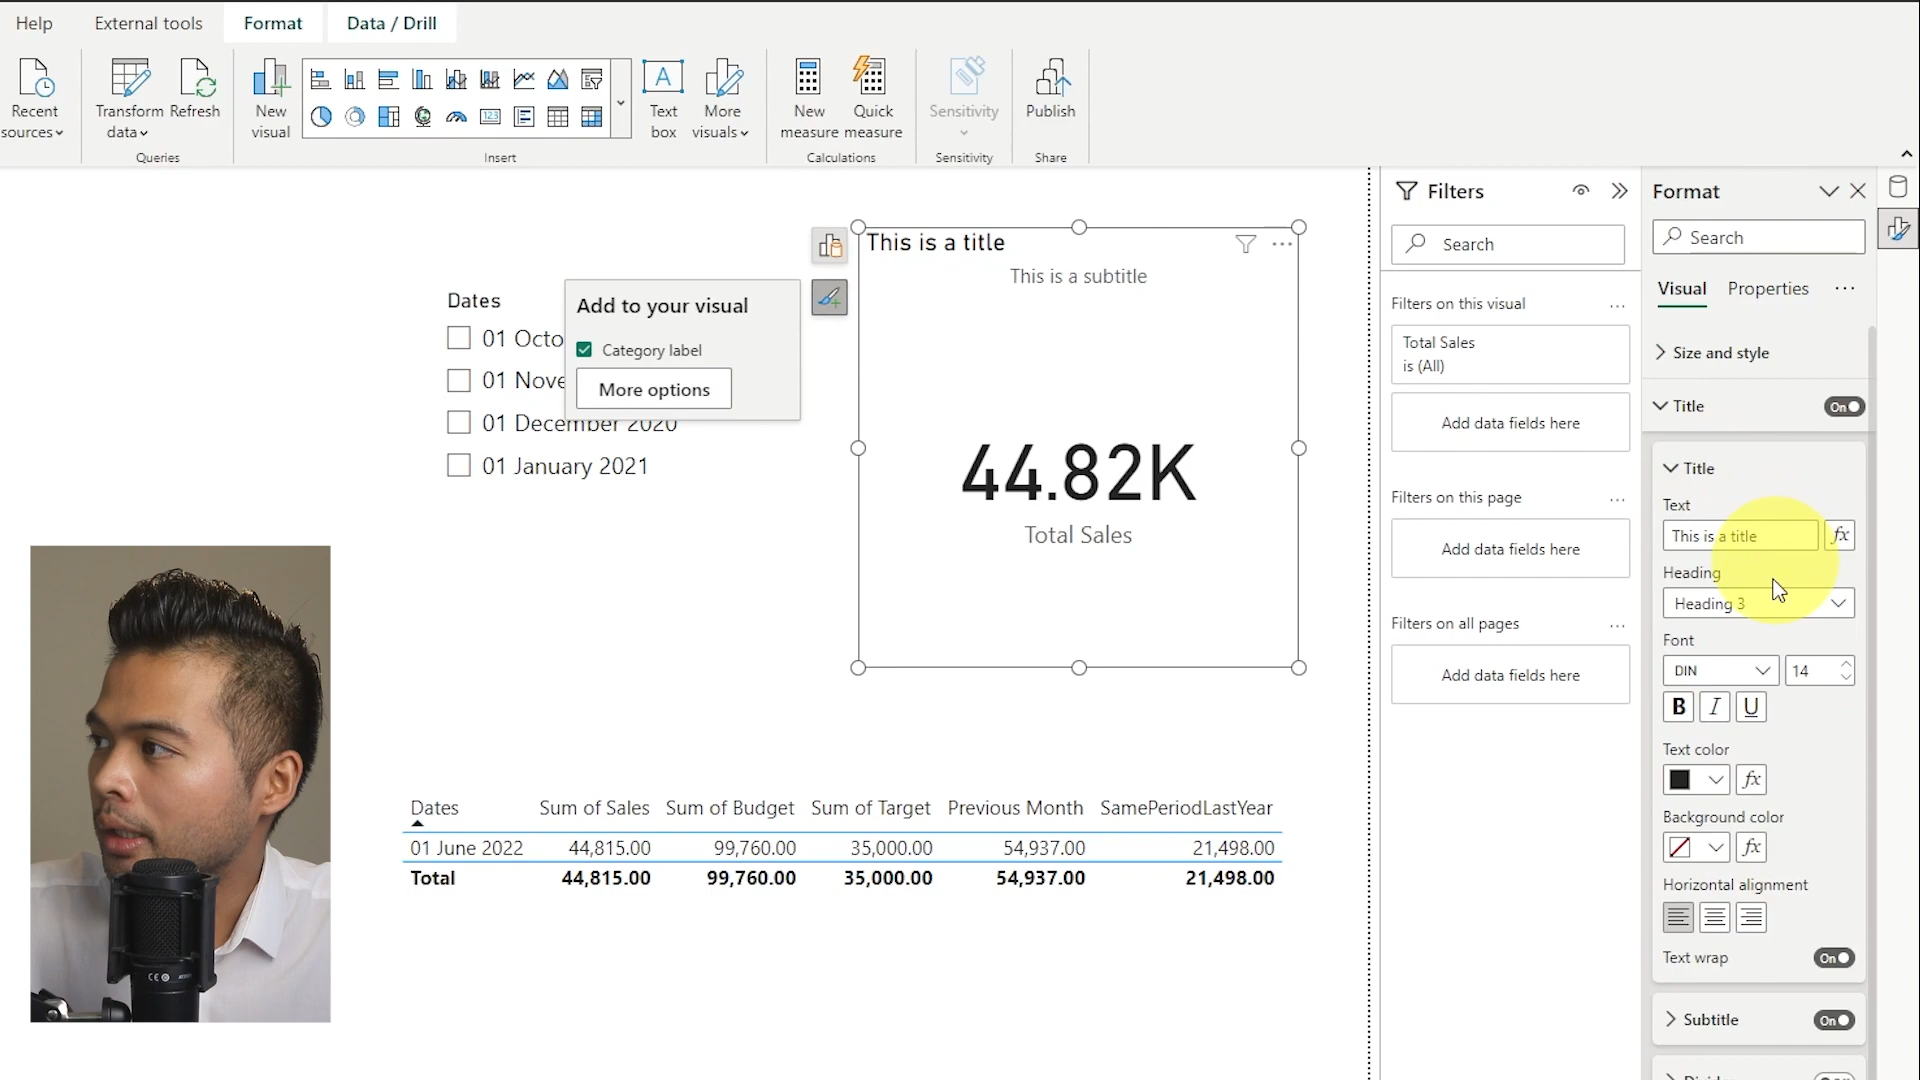 Help
External tools
Format
Data / Drill
Recent
sources
Transform
data
Refresh
New
visual
123
A
Text
box
More
visuals
New
measure
Quick
measure
Sensitivity
Publish
Queries
Insert
Calculations
Sensitivity
Share
Dates
01 Octo
01 Nove
01 December 2020
01 January 2021
Add to your visual
Category label
More options
This is a title
This is a subtitle
44.82K
Total Sales
Dates Sum of Sales Sum of Budget Sum of Target Previous Month SamePeriodLastYear
01 June 2022 44,815.00 99,760.00 35,000.00 54,937.00 21,498.00
Total 44,815.00 99,760.00 35,000.00 54,937.00 21,498.00
Filters
Search
Filters on this visual
Total Sales
is (All)
Add data fields here
Filters on this page
Add data fields here
Filters on all pages
Add data fields here
Format
Search
Visual
Properties
Size and style
Title
On
Title
Text
This is a title
fx
Heading
Heading 3
Font
DIN
14
B
I
U
Text color
fx
Background color
fx
Horizontal alignment
Text wrap
On
Subtitle
On